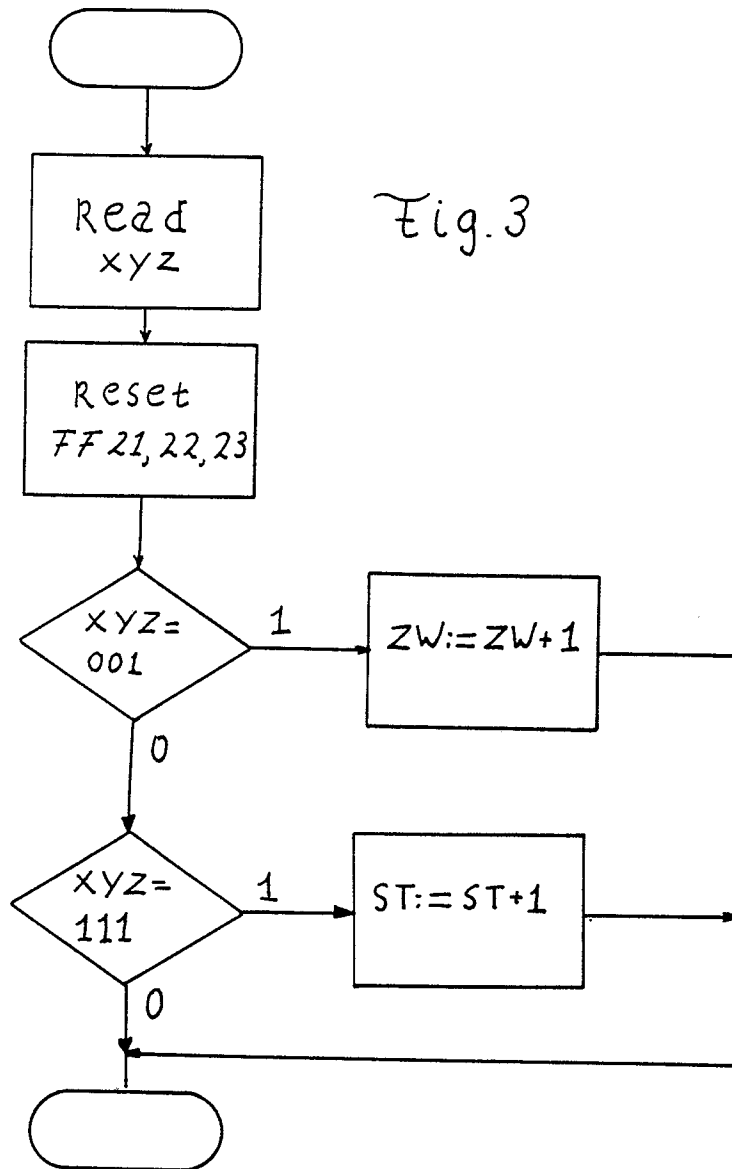 Read
xyz
Fig. 3
Reset
FF 21, 22, 23
XYZ=
001
1
ZW:=ZW+1
0
XYZ=
111
1
ST:=ST+1
0